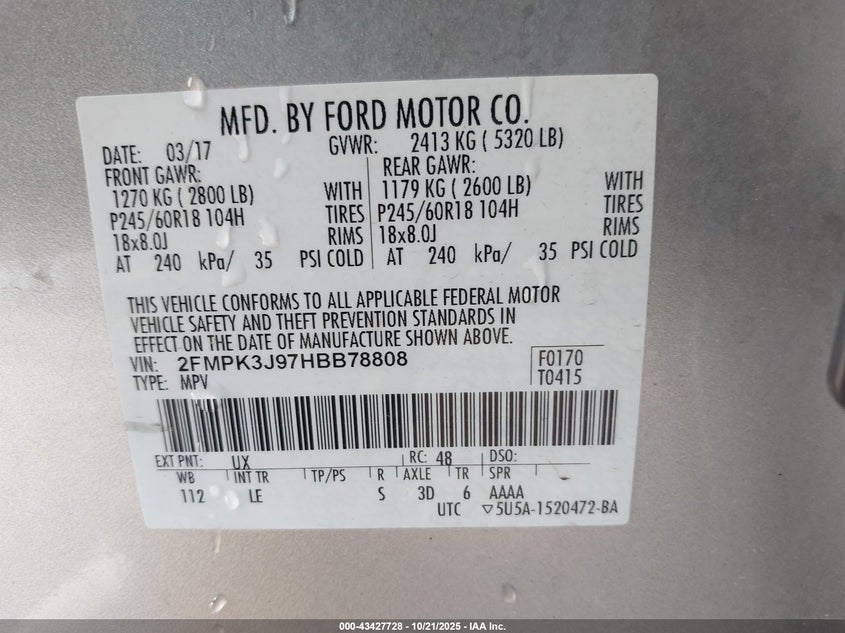 MFD. BY FORD MOTOR CO.
DATE: 03/17 GVWR: 2413 KG ( 5320 LB)
FRONT GAWR: REAR GAWR:
1270 KG ( 2800 LB) WITH 1179 KG ( 2600 LB) WITH
P245/60R18 104H TIRES P245/60R18 104H TIRES
18x8.0J RIMS 18x8.0J RIMS
AT 240 kPa/ 35 PSI COLD AT 240 kPa/ 35 PSI COLD
THIS VEHICLE CONFORMS TO ALL APPLICABLE FEDERAL MOTOR
VEHICLE SAFETY AND THEFT PREVENTION STANDARDS IN
EFFECT ON THE DATE OF MANUFACTURE SHOWN ABOVE.
VIN: 2FMPK3J97HBB78808 F0170
TYPE: MPV T0415
EXT PNT: UX RC: 48 DSO:
WB INT TR TP/PS R AXLE TR SPR
112 LE S 3D 6 AAAA
UTC ▽5U5A-1520472-BA
000-43427728 - 10/21/2025 - IAA Inc.